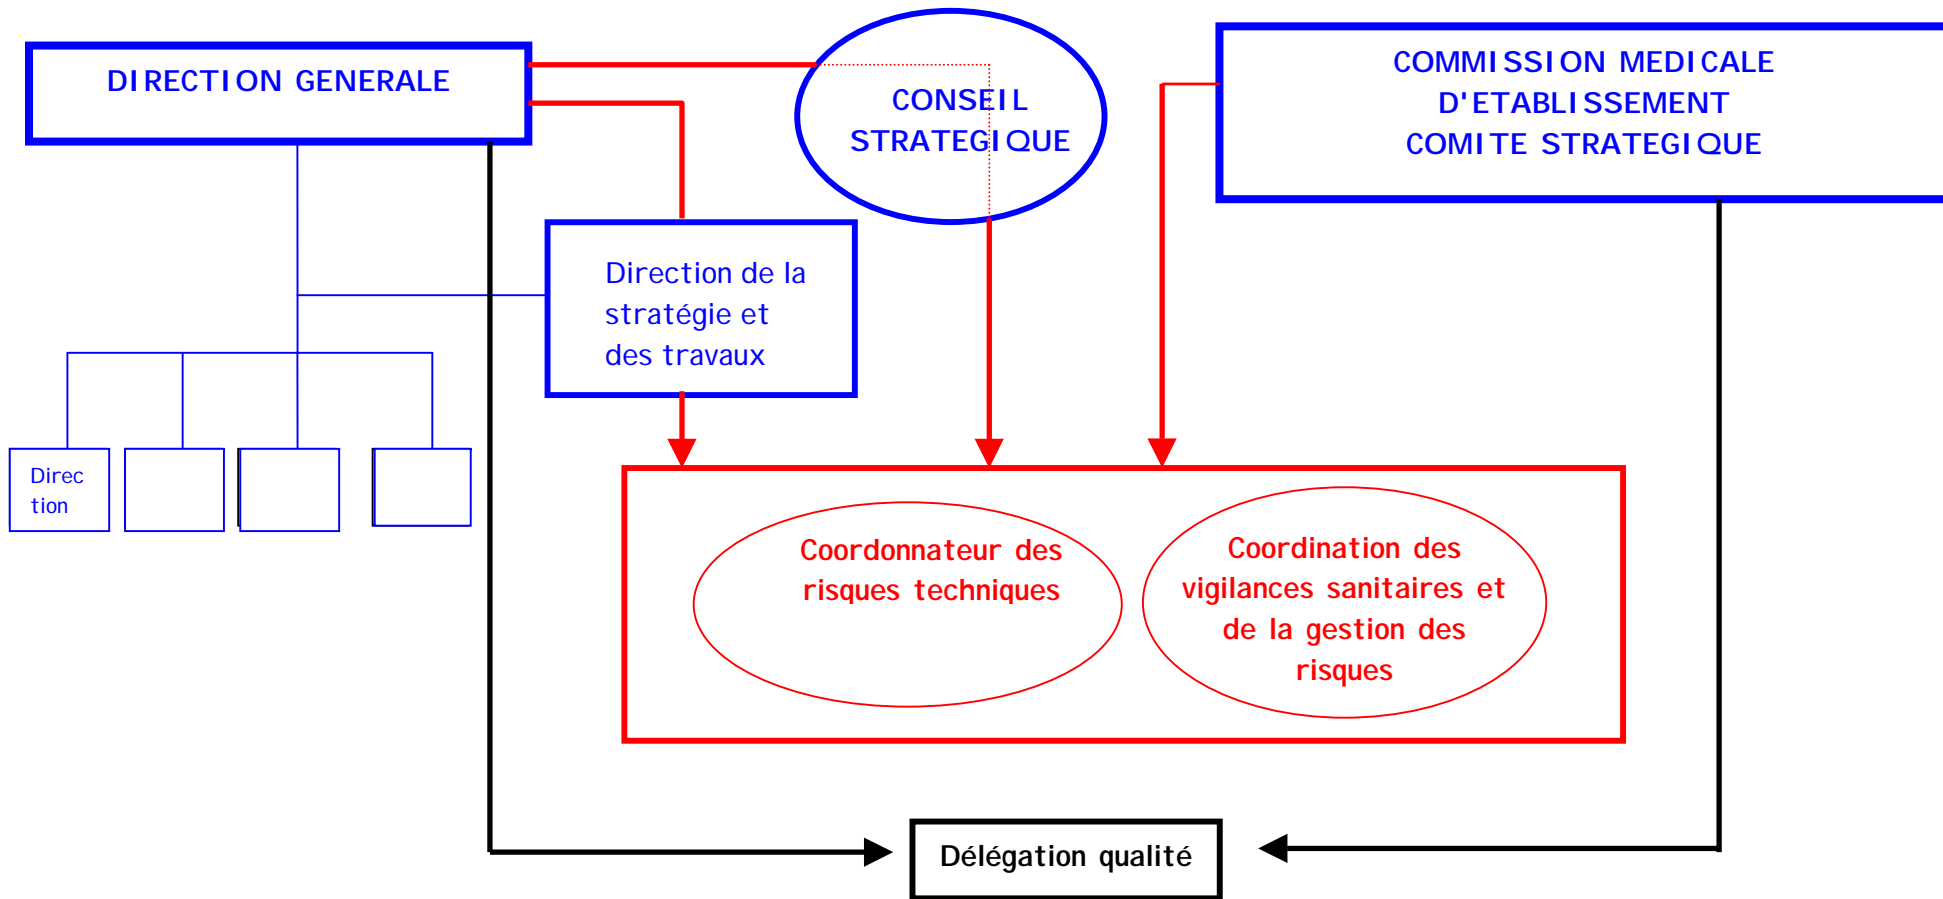 DIRECTION GENERALE
CONSEIL
STRATEGIQUE
COMMISSION MEDICALE
D'ETABLISSEMENT
COMITE STRATEGIQUE
Direction de la
stratégie et
des travaux
Direc
tion
Coordonnateur des
risques techniques
Coordination des
vigilances sanitaires et
de la gestion des
risques
Délégation qualité